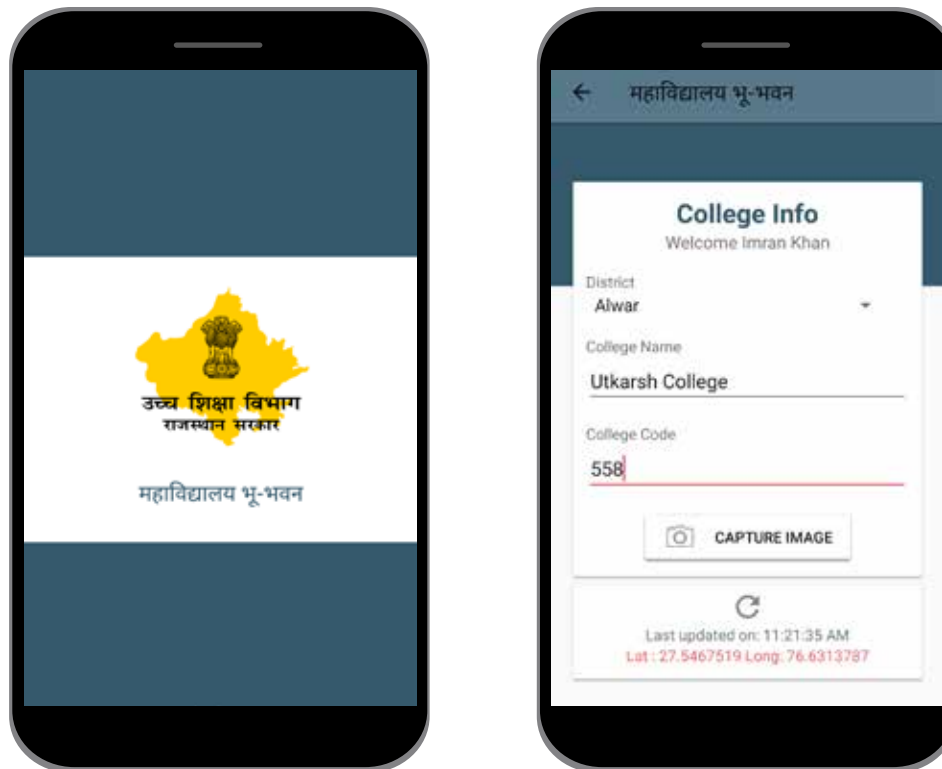 उच्च शिक्षा विभाग
राजस्थान सरकार
महाविद्यालय भू-भवन
महाविद्यालय भू-भवन
College Info
Welcome Imran Khan
District
Alwar
College Name
Utkarsh College
College Code
558
CAPTURE IMAGE
Last updated on: 11:21:35 AM
Lat : 27.5467519 Long: 76.6313787